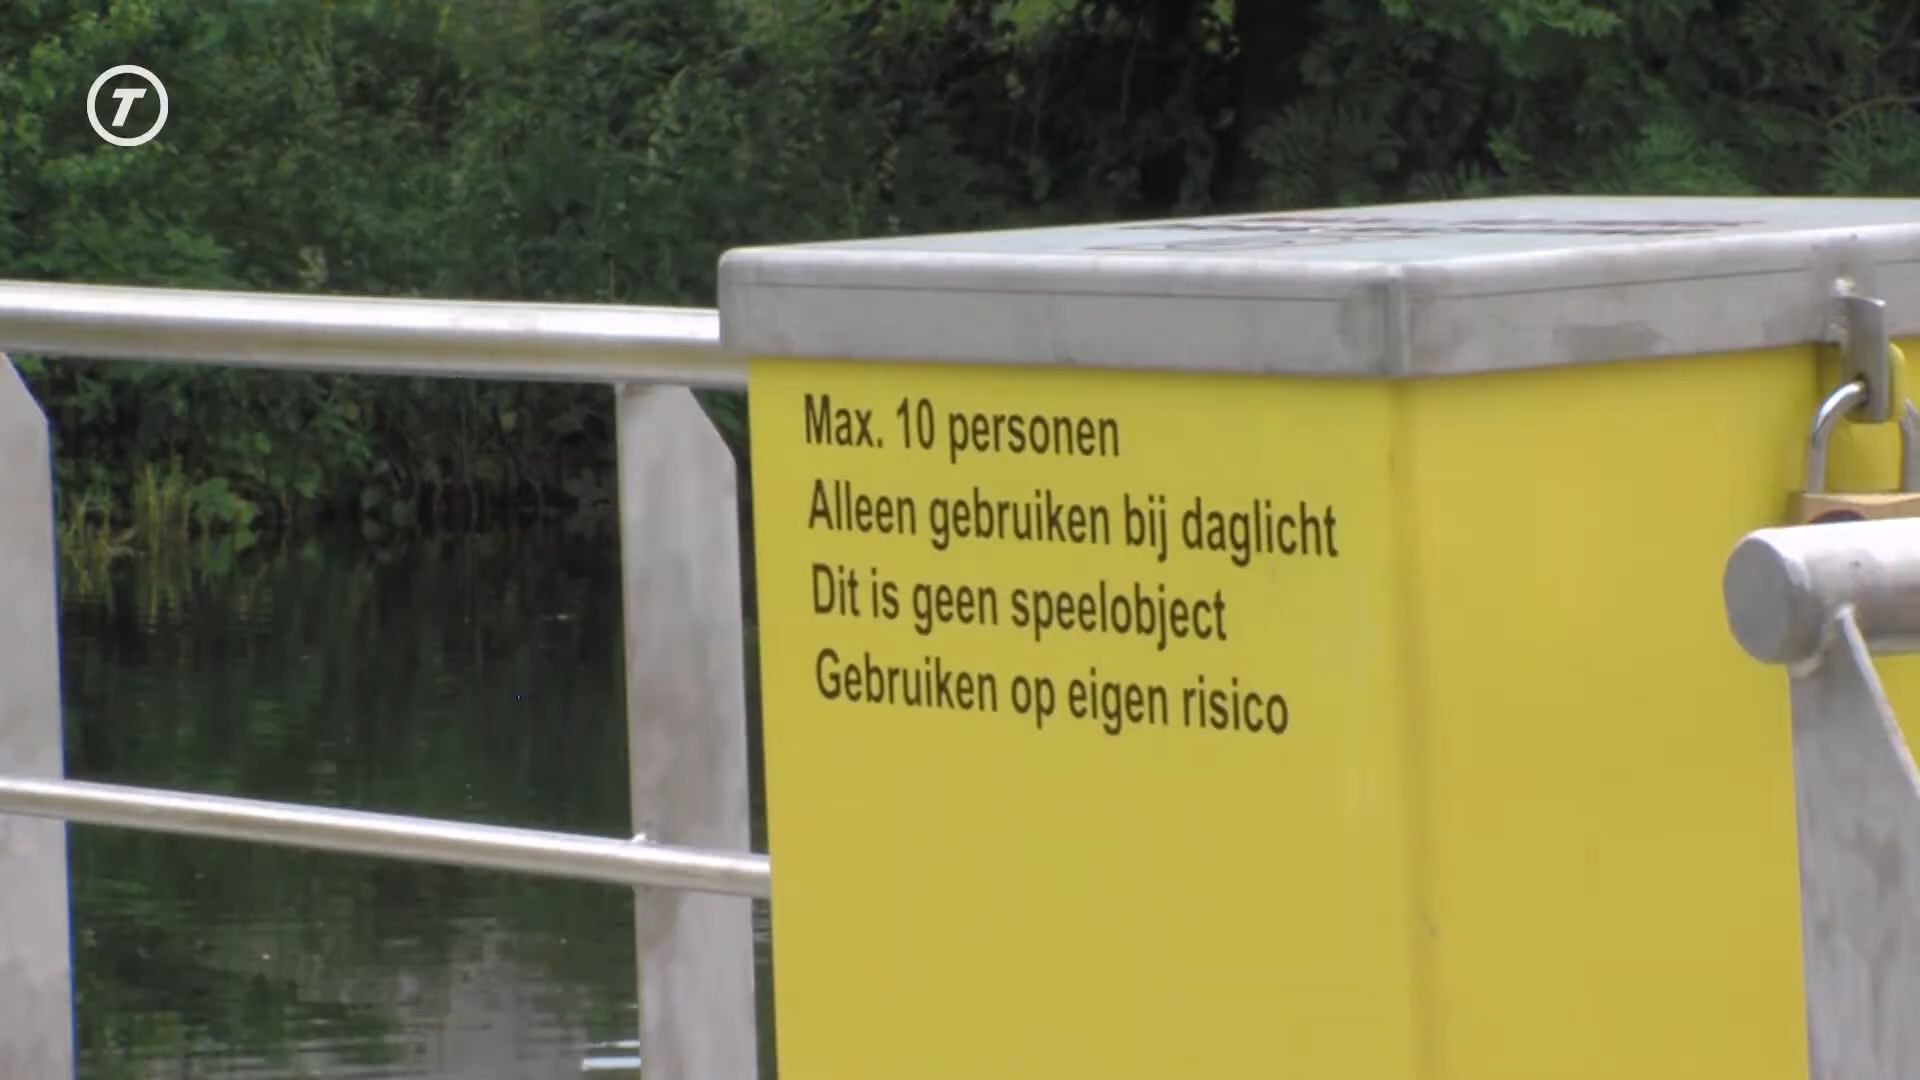 T
Max. 10 personen
Alleen gebruiken bij daglicht
Dit is geen speelobject
Gebruiken op eigen risico